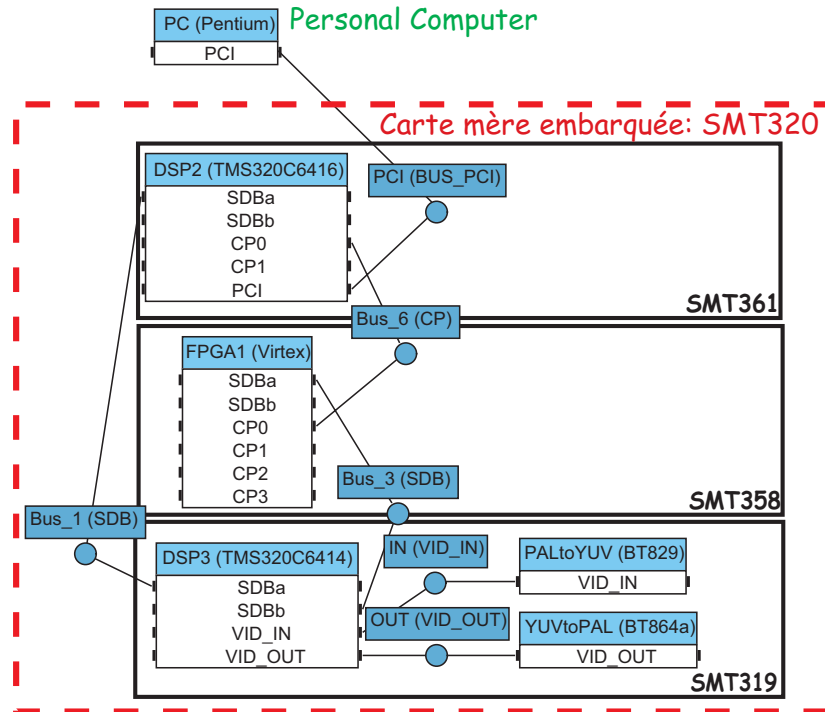 PC (Pentium)
PCI
Personal Computer
Carte mère embarquée: SMT320
DSP2 (TMS320C6416)
SDBa
SDBb
CP0
CP1
PCI
PCI (BUS_PCI)
SMT361
Bus_6 (CP)
FPGA1 (Virtex)
SDBa
SDBb
CP0
CP1
CP2
CP3
Bus_3 (SDB)
SMT358
Bus_1 (SDB)
DSP3 (TMS320C6414)
SDBa
SDBb
VID_IN
VID_OUT
IN (VID_IN)
PALtoYUV (BT829)
VID_IN
OUT (VID_OUT)
YUVtoPAL (BT864a)
VID_OUT
SMT319